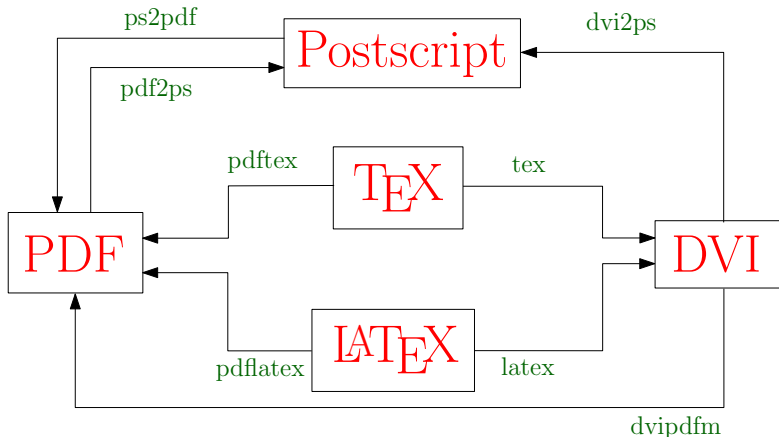 ps2pdf
Postscript
dvi2ps
pdf2ps
pdftex
TEX
tex
PDF
DVI
LATEX
pdflatex
latex
dvipdfm